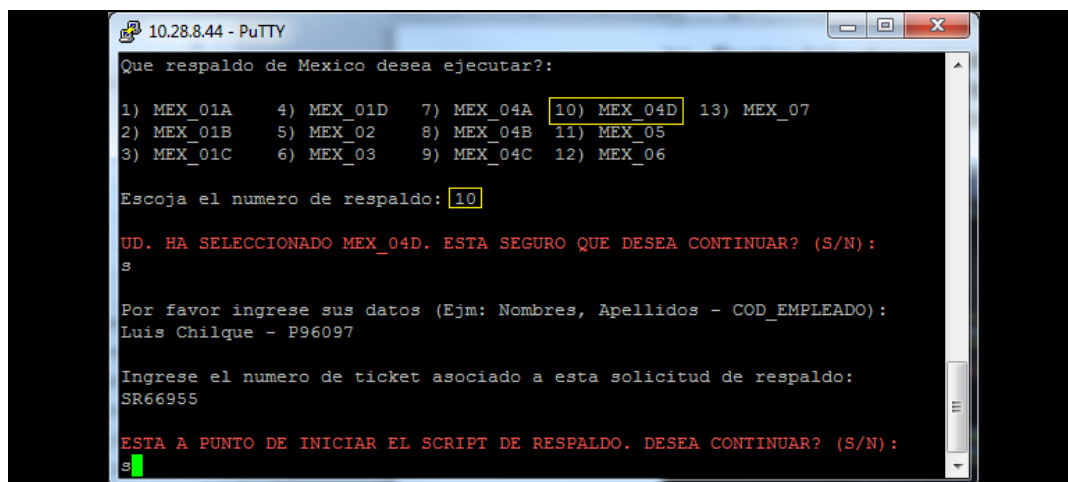 10.28.8.44 - PuTTY
Que respaldo de Mexico desea ejecutar?:
1) MEX_01A 4) MEX_01D 7) MEX_04A 10) MEX_04D 13) MEX_07
2) MEX_01B 5) MEX_02 8) MEX_04B 11) MEX_05
3) MEX_01C 6) MEX_03 9) MEX_04C 12) MEX_06
Escoja el numero de respaldo: 10
UD. HA SELECCIONADO MEX_04D. ESTA SEGURO QUE DESEA CONTINUAR? (S/N):
s
Por favor ingrese sus datos (Ejm: Nombres, Apellidos - COD_EMPLEADO):
Luis Chilque - P96097
Ingrese el numero de ticket asociado a esta solicitud de respaldo:
SR66955
ESTA A PUNTO DE INICIAR EL SCRIPT DE RESPALDO. DESEA CONTINUAR? (S/N):
s